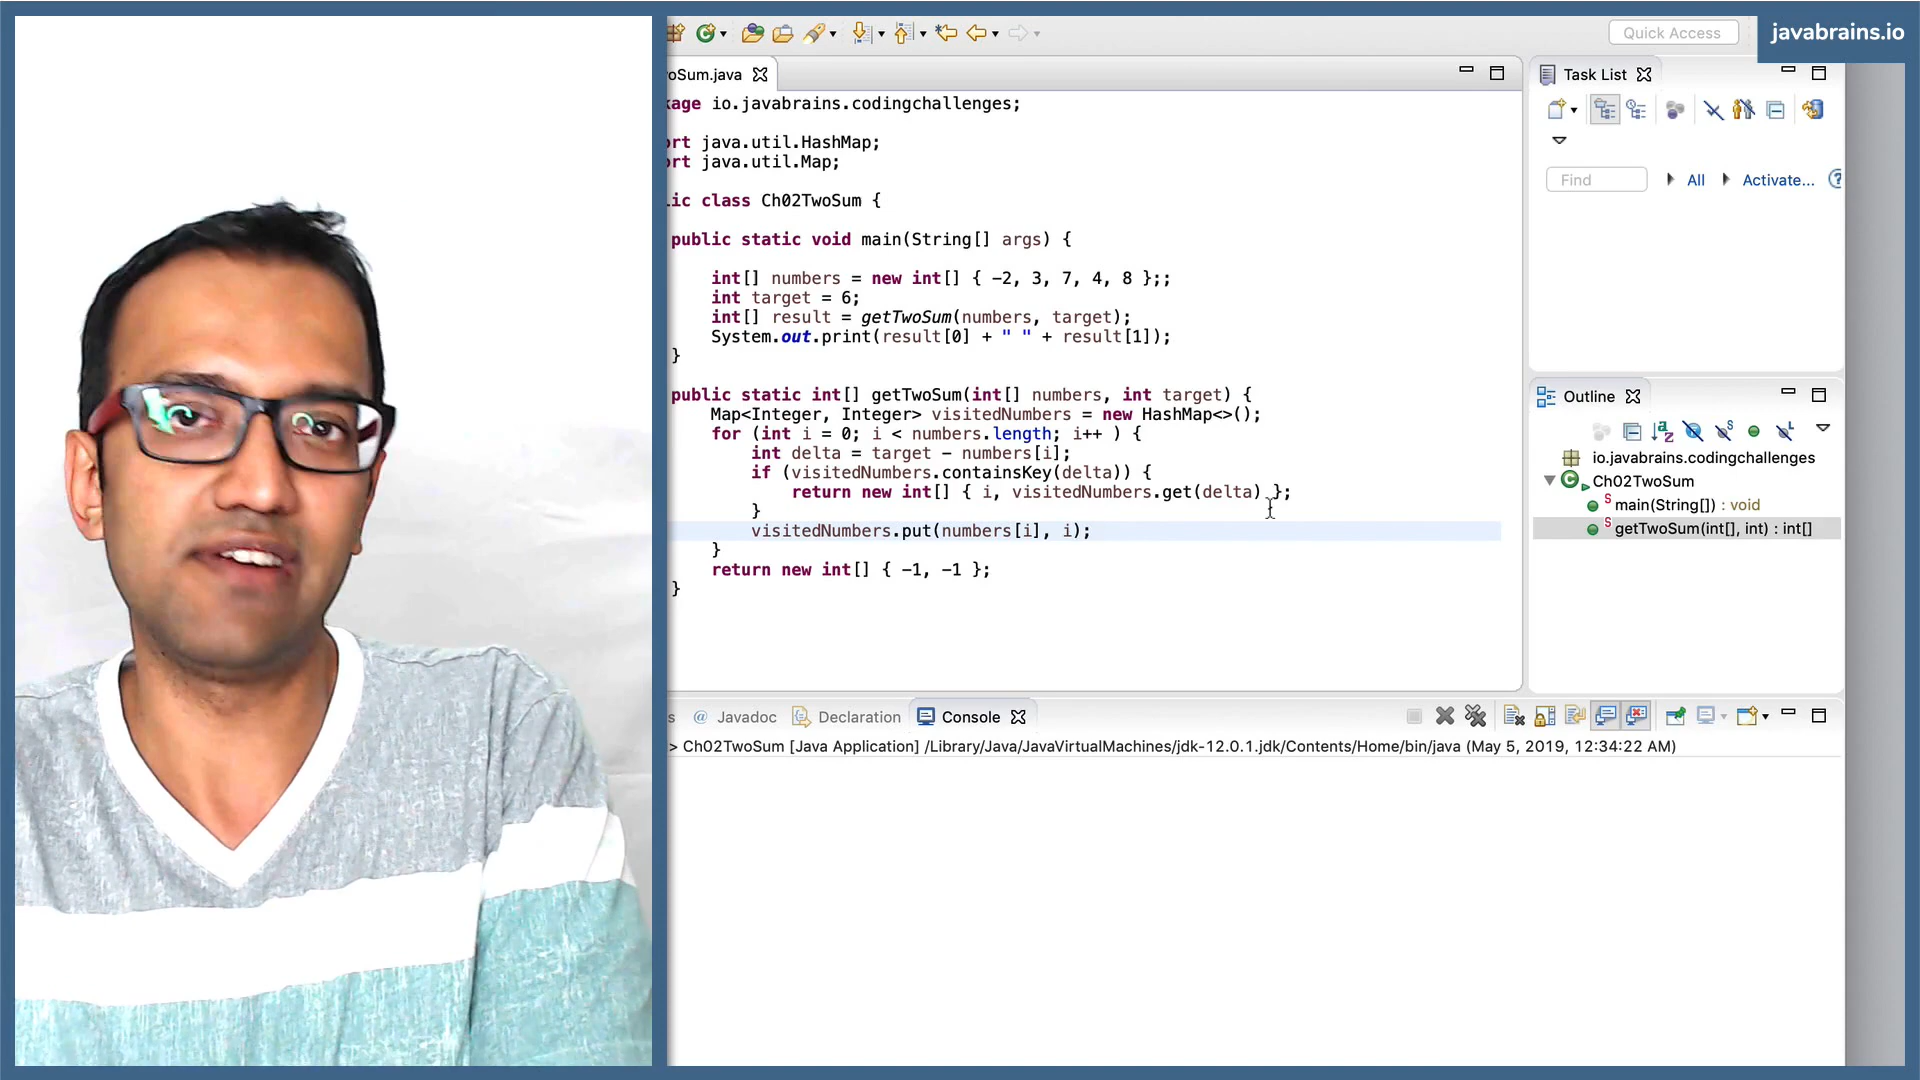 Quick Access
javabrains.io
oSum.java
Task List
kage io.javabrains.codingchallenges;
ort java.util.HashMap;
ort java.util.Map;
Find
All
Activate...
lic class Ch02TwoSum {
public static void main(String[] args) {
int[] numbers = new int[] { -2, 3, 7, 4, 8 };;
int target = 6;
int[] result = getTwoSum(numbers, target);
System.out.print(result[0] + " " + result[1]);
}
public static int[] getTwoSum(int[] numbers, int target) {
Map<Integer, Integer> visitedNumbers = new HashMap<>();
for (int i = 0; i < numbers.length; i++ ) {
int delta = target - numbers[i];
if (visitedNumbers.containsKey(delta)) {
return new int[] { i, visitedNumbers.get(delta) };
}
visitedNumbers.put(numbers[i], i);
}
return new int[] { -1, -1 };
}
Outline
io.javabrains.codingchallenges
Ch02TwoSum
main(String[]) : void
getTwoSum(int[], int) : int[]
s @ Javadoc Declaration Console
> Ch02TwoSum [Java Application] /Library/Java/JavaVirtualMachines/jdk-12.0.1.jdk/Contents/Home/bin/java (May 5, 2019, 12:34:22 AM)